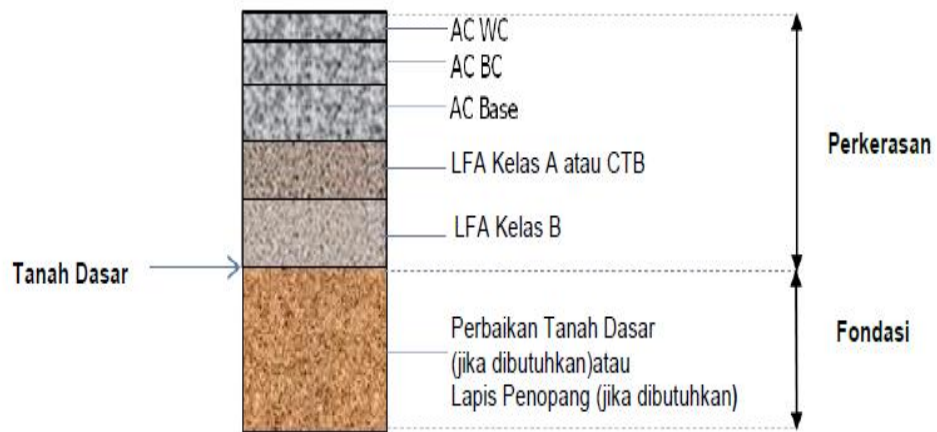 AC WC
AC BC
AC Base
LFA Kelas A atau CTB
LFA Kelas B
Perkerasan
Tanah Dasar
Perbaikan Tanah Dasar
(jika dibutuhkan)atau
Lapis Penopang (jika dibutuhkan)
Fondasi